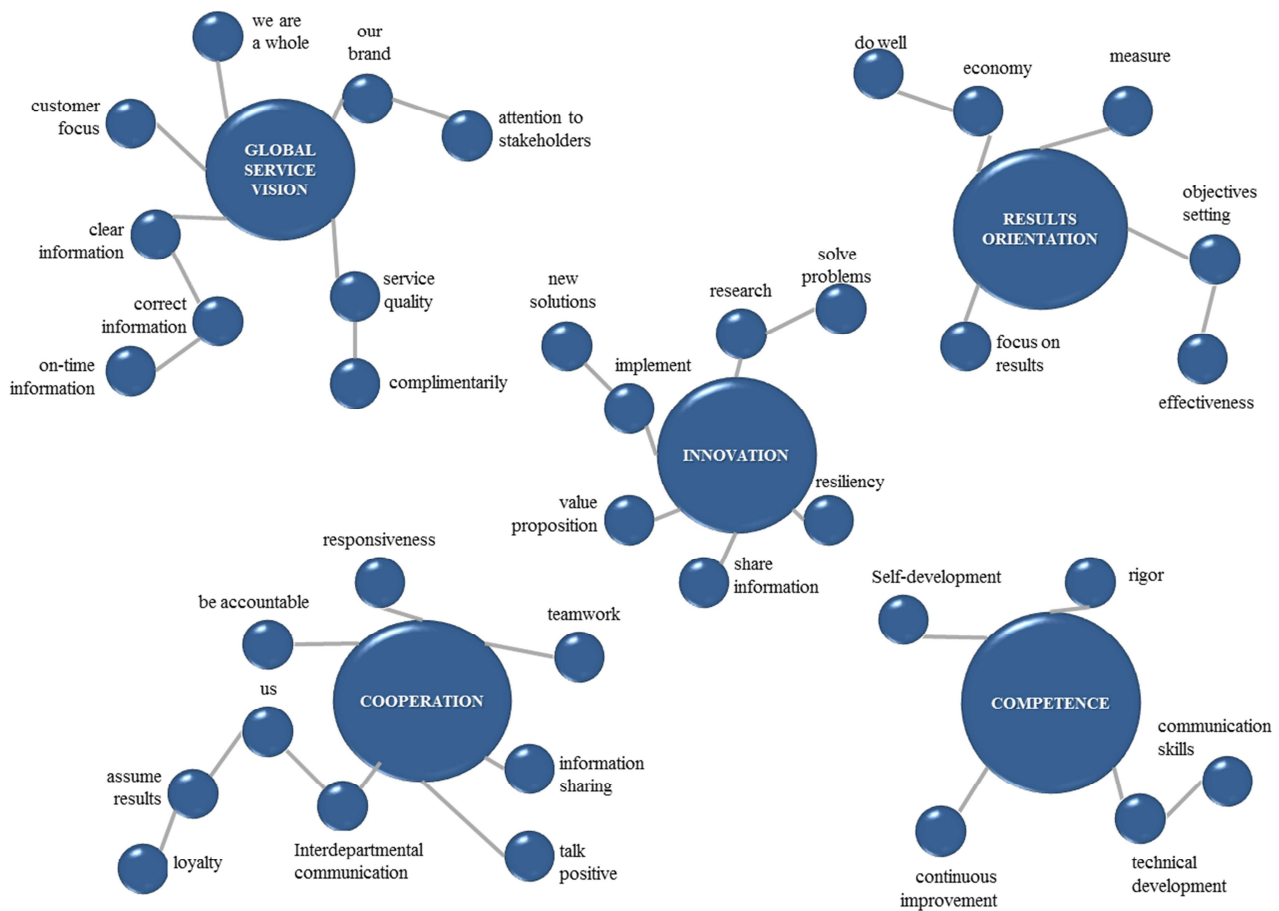 we are
a whole
our
brand
customer
focus
attention to
stakeholders
GLOBAL
SERVICE
VISION
clear
information
correct
information
on-time
information
service
quality
complimentarily
do well
economy
measure
RESULTS
ORIENTATION
objectives
setting
focus on
results
effectiveness
new
solutions
implement
research
solve
problems
INNOVATION
value
proposition
resiliency
share
information
responsiveness
be accountable
teamwork
COOPERATION
us
assume
results
loyalty
Interdepartmental
communication
information
sharing
talk
positive
Self-development
rigor
COMPETENCE
communication
skills
continuous
improvement
technical
development